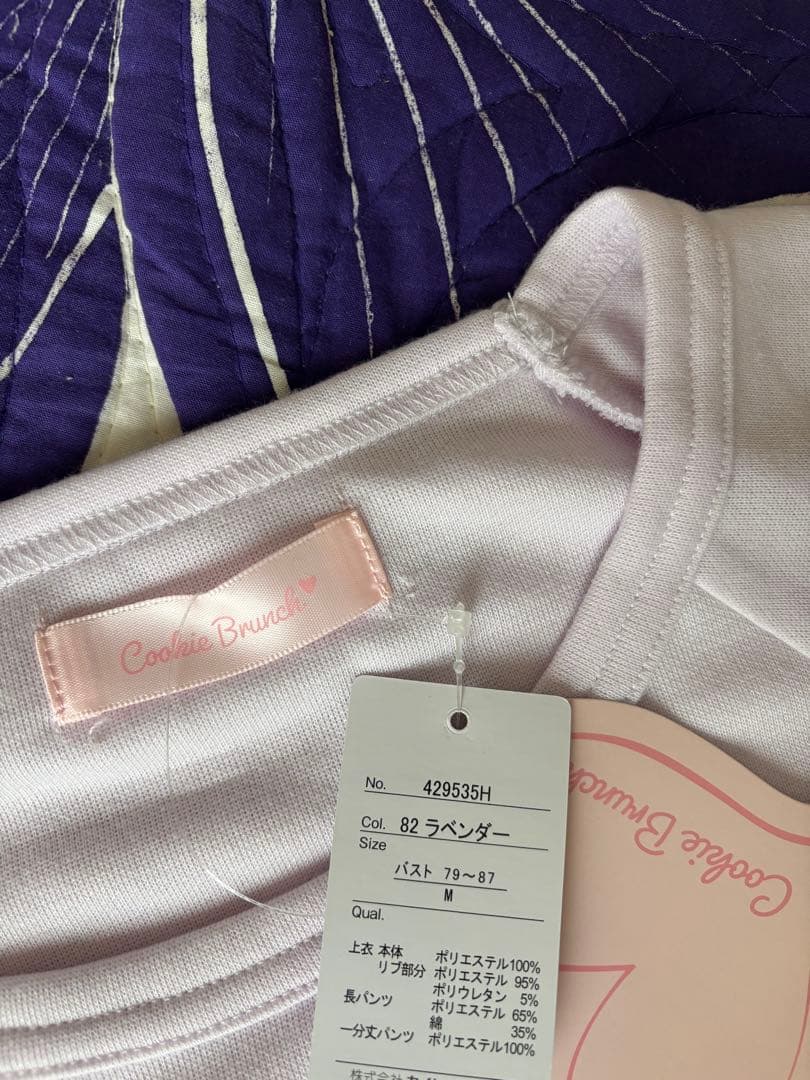 Cookie Brunch
No. 429535H
Col. 82 ラベンダー
Size
バスト 79〜87
M
Qual.
上衣 本体 ポリエステル100%
リブ部分 ポリエステル 95%
ポリウレタン 5%
長パンツ ポリエステル 65%
綿 35%
一分丈パンツ ポリエステル100%
株式会社
Cookie Brunch